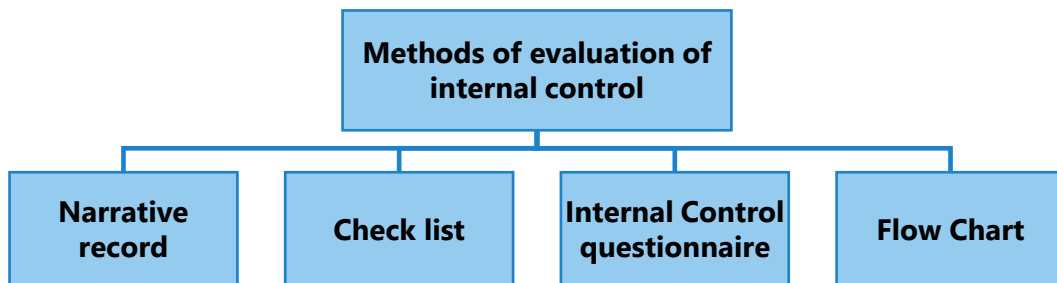 Methods of evaluation of
internal control
Narrative
record
Check list
Internal Control
questionnaire
Flow Chart